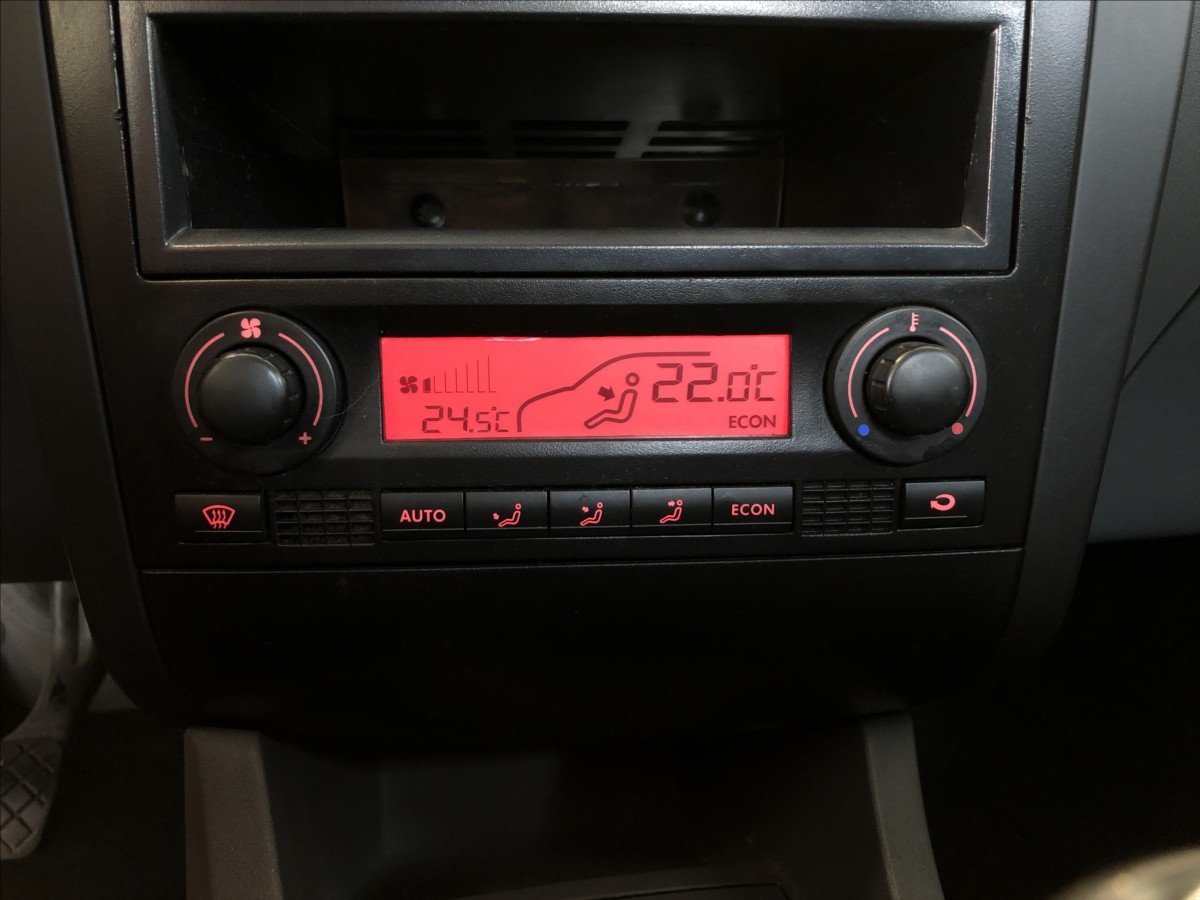 22.0°C
24.5°C
ECON
- +
AUTO ECON